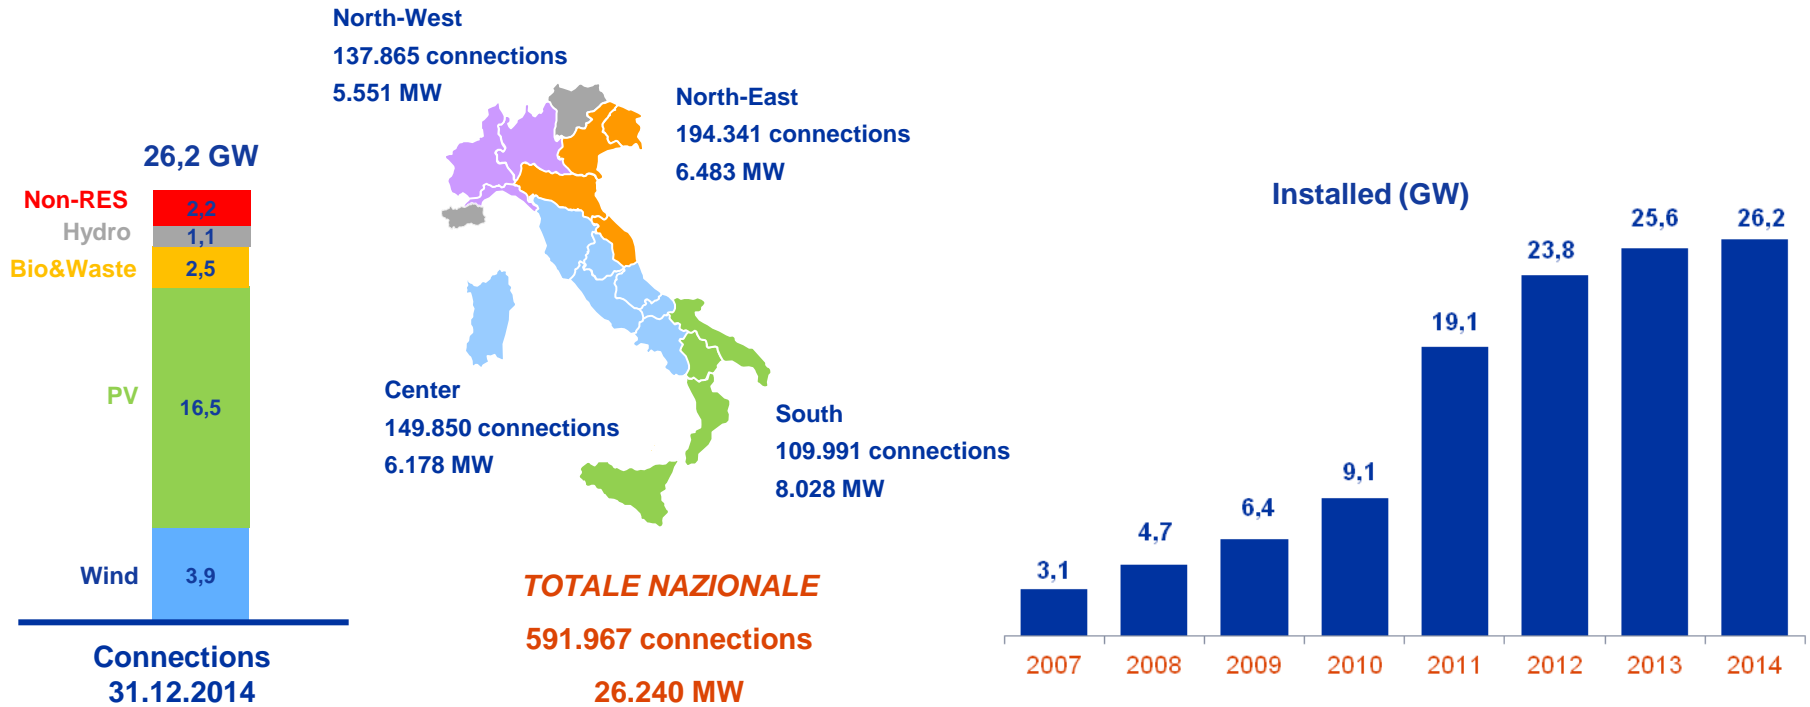 North-West
137.865 connections
5.551 MW
North-East
194.341 connections
6.483 MW
Center
149.850 connections
6.178 MW
South
109.991 connections
8.028 MW
TOTALE NAZIONALE
591.967 connections
26.240 MW
26,2 GW
Non-RES
2,2
Hydro
1,1
Bio&Waste
2,5
PV
16,5
Wind
3,9
Connections
31.12.2014
Installed (GW)
3,1
4,7
6,4
9,1
19,1
23,8
25,6
26,2
2007
2008
2009
2010
2011
2012
2013
2014